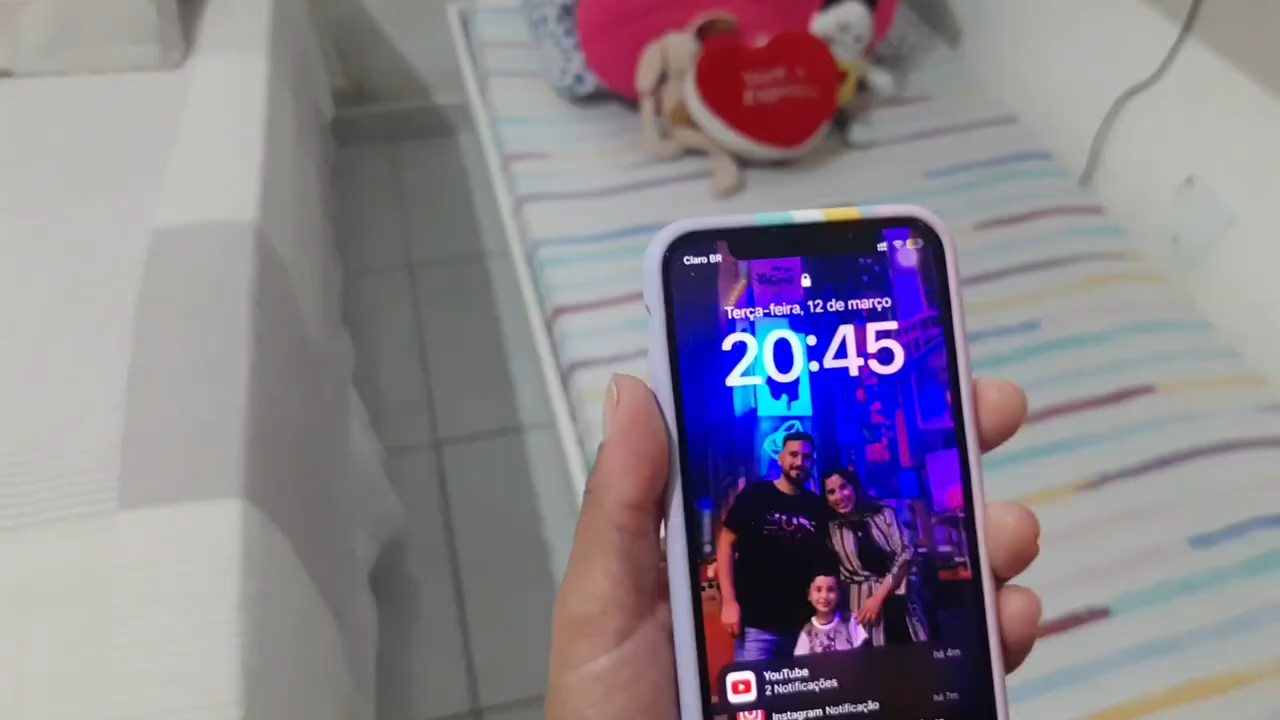 Claro BR
Terça-feira, 12 de março
20:45
YouTube
2 Notificações
há 4m
Instagram Notificação
há 7m